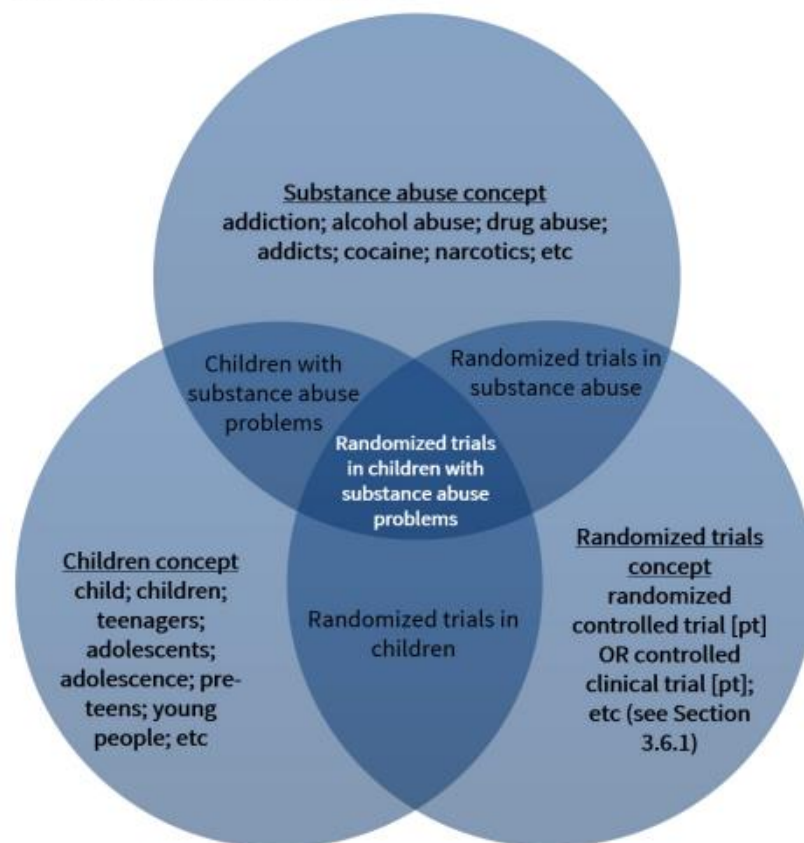 Substance abuse concept
addiction; alcohol abuse; drug abuse;
addicts; cocaine; narcotics; etc
Children with
substance abuse
problems
Randomized trials in
substance abuse
Randomized trials
in children with
substance abuse
problems
Children concept
child; children;
teenagers;
adolescents;
adolescence; pre-
teens; young
people; etc
Randomized trials in
children
Randomized trials
concept
randomized
controlled trial [pt]
OR controlled
clinical trial [pt];
etc (see Section
3.6.1)